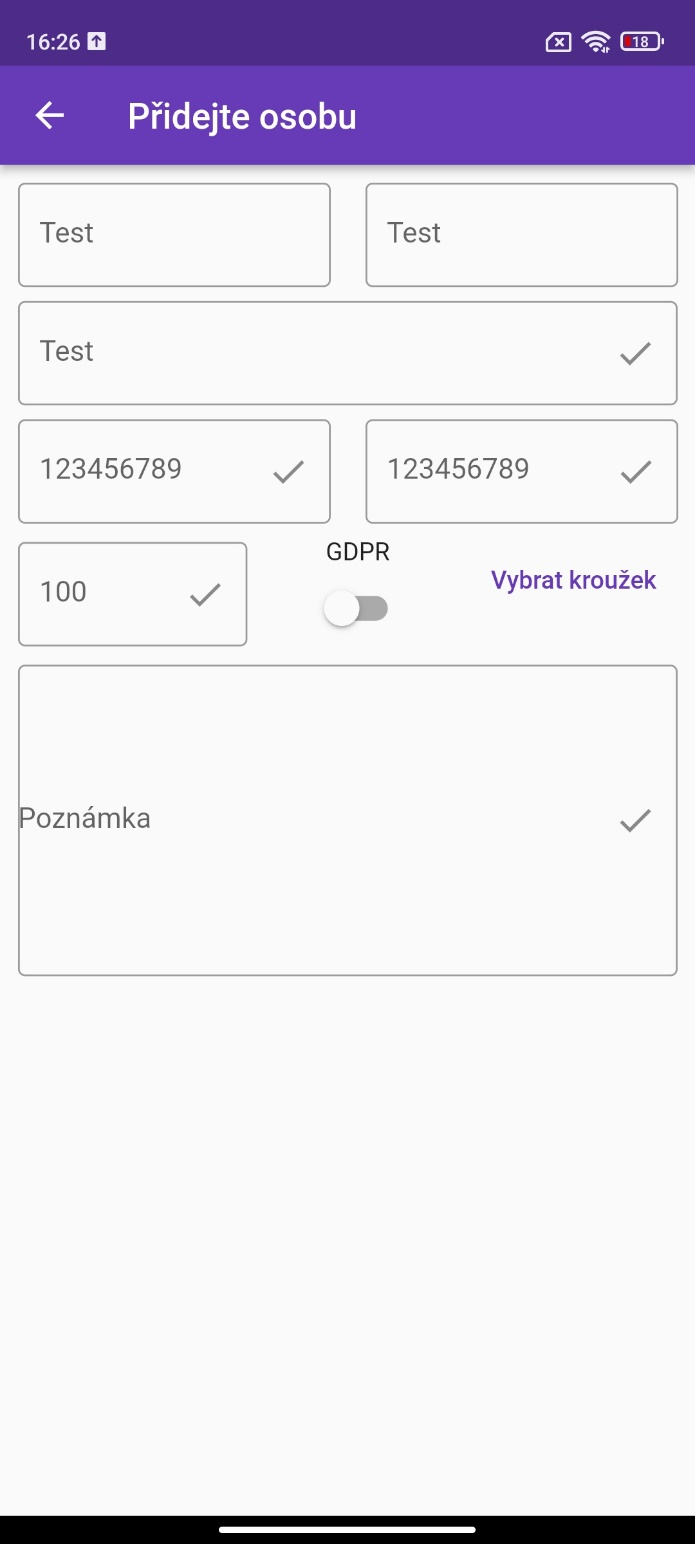 16:26
18
Přidejte osobu
Test
Test
Test
123456789
123456789
100
GDPR
Vybrat kroužek
Poznámka